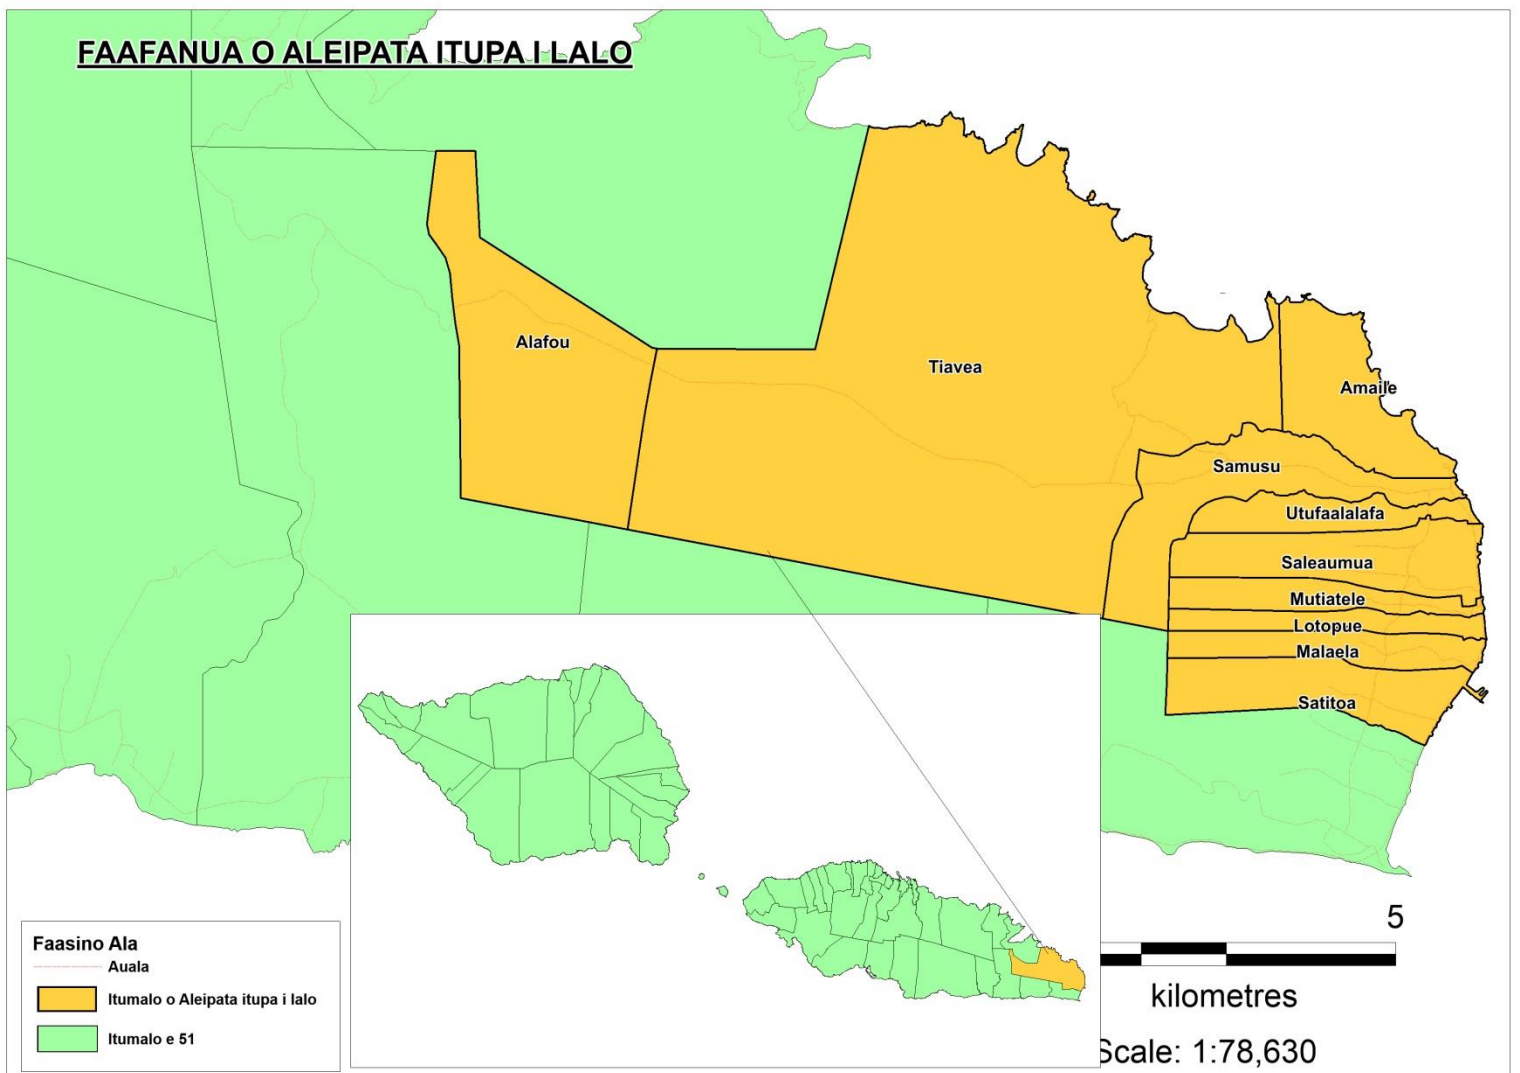 FAAFANUA O ALEIPATA ITUPA I LALO
Alafou
Tiavea
Amaile
Samusu
Utufaalalafa
Saleaumua
Mutiatele
Lotopue
Malaela
Satitoa
Faasino Ala
Auala
Itumalo o Aleipata itupa i lalo
Itumalo e 51
5
kilometres
Scale: 1:78,630